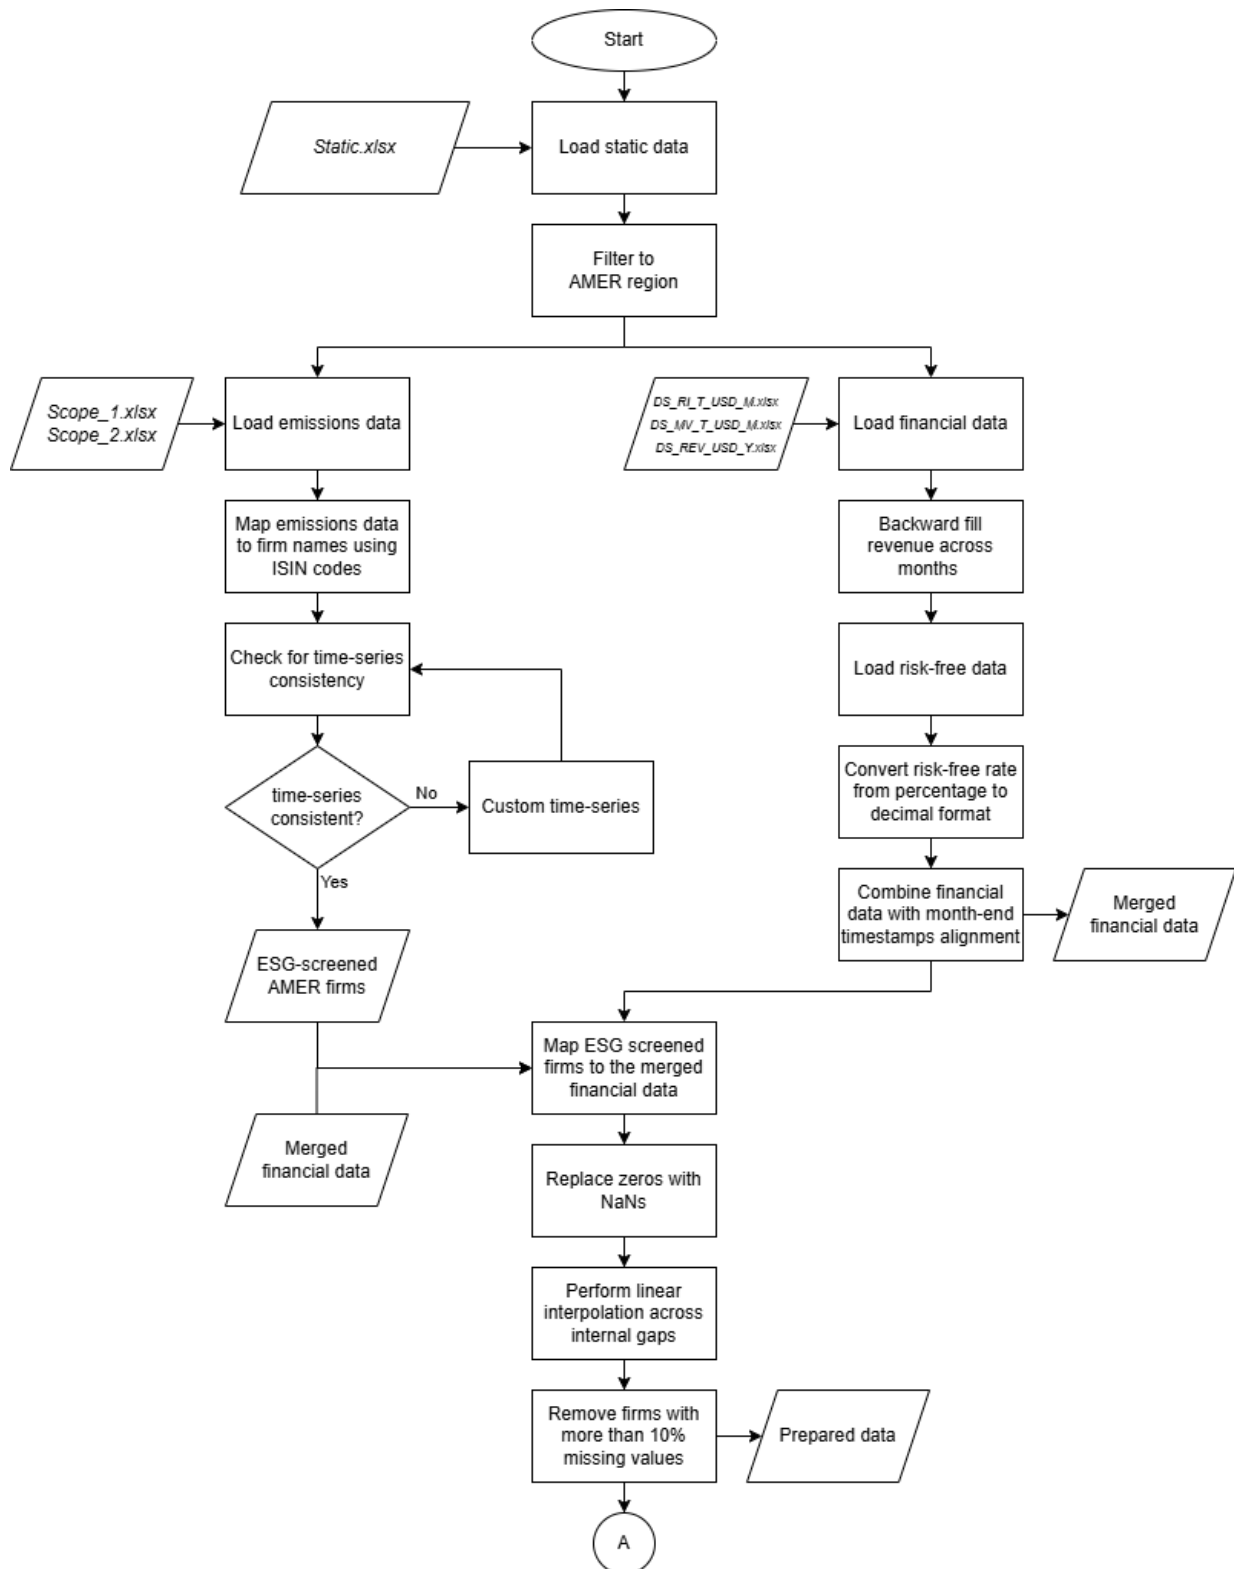 Start
Static.xlsx
Load static data
Filter to
AMER region
Scope_1.xlsx
Scope_2.xlsx
Load emissions data
DS_RI_T_USD_M.xlsx
DS_MV_T_USD_M.xlsx
DS_REV_USD_Y.xlsx
Load financial data
Map emissions data
to firm names using
ISIN codes
Backward fill
revenue across
months
Check for time-series
consistency
Load risk-free data
time-series
consistent?
No
Custom time-series
Convert risk-free rate
from percentage to
decimal format
Yes
Combine financial
data with month-end
timestamps alignment
Merged
financial data
ESG-screened
AMER firms
Map ESG screened
firms to the merged
financial data
Merged
financial data
Replace zeros with
NaNs
Perform linear
interpolation across
internal gaps
Remove firms with
more than 10%
missing values
Prepared data
A